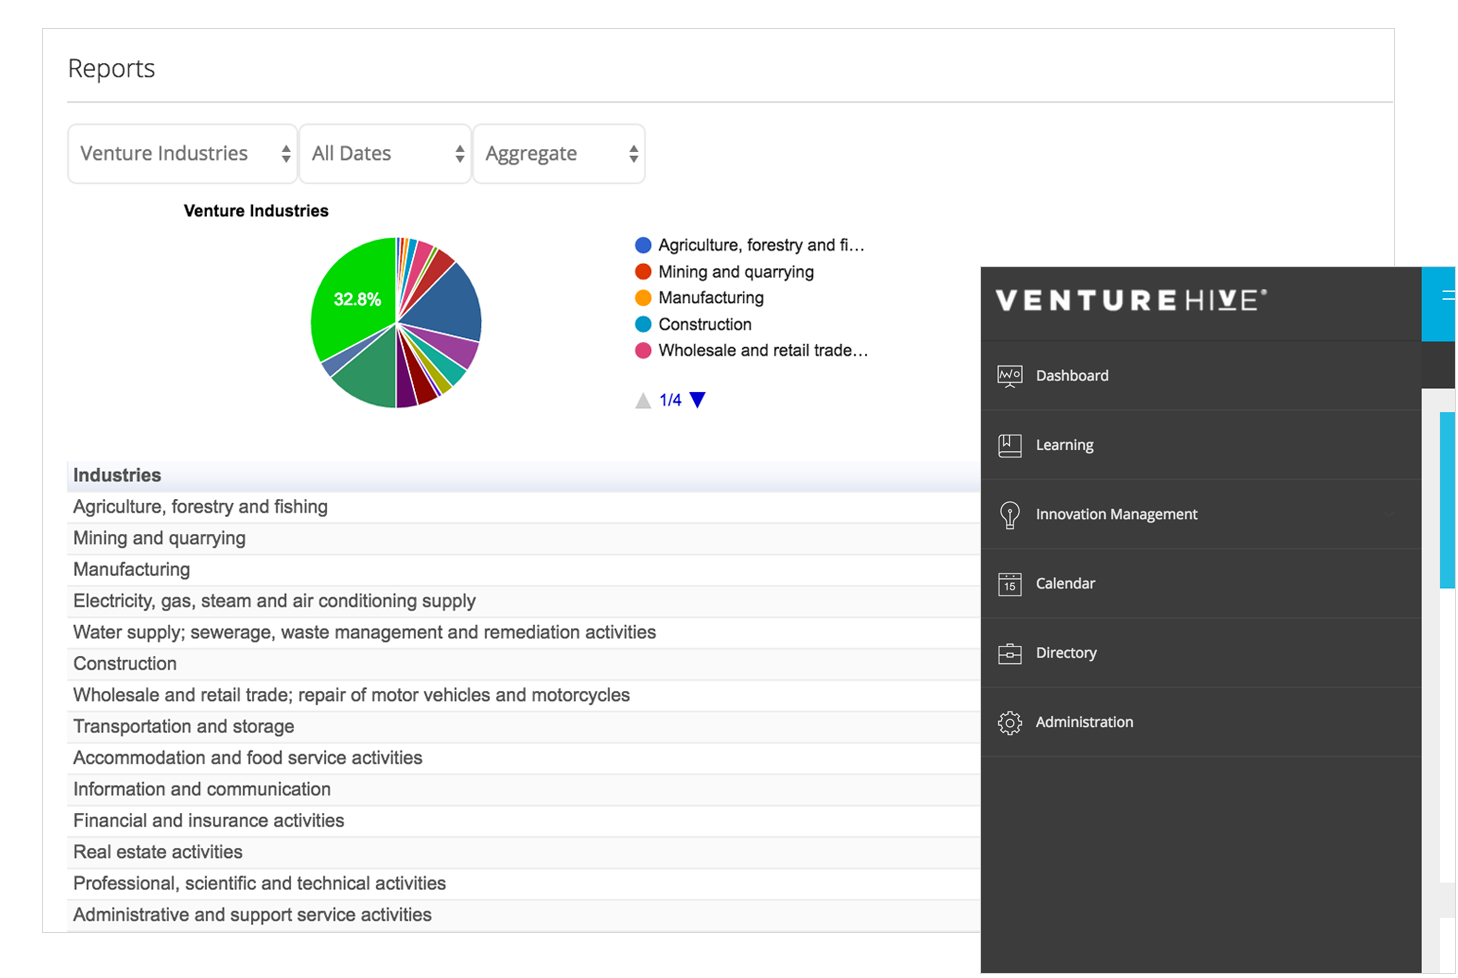 Reports
Venture Industries
All Dates
Aggregate
Venture Industries
32.8%
Agriculture, forestry and fi...
Mining and quarrying
Manufacturing
Construction
Wholesale and retail trade...
1/4
Industries
Agriculture, forestry and fishing
Mining and quarrying
Manufacturing
Electricity, gas, steam and air conditioning supply
Water supply; sewerage, waste management and remediation activities
Construction
Wholesale and retail trade; repair of motor vehicles and motorcycles
Transportation and storage
Accommodation and food service activities
Information and communication
Financial and insurance activities
Real estate activities
Professional, scientific and technical activities
Administrative and support service activities
VENTURE HIVE®
Dashboard
Learning
Innovation Management
15
Calendar
Directory
Administration